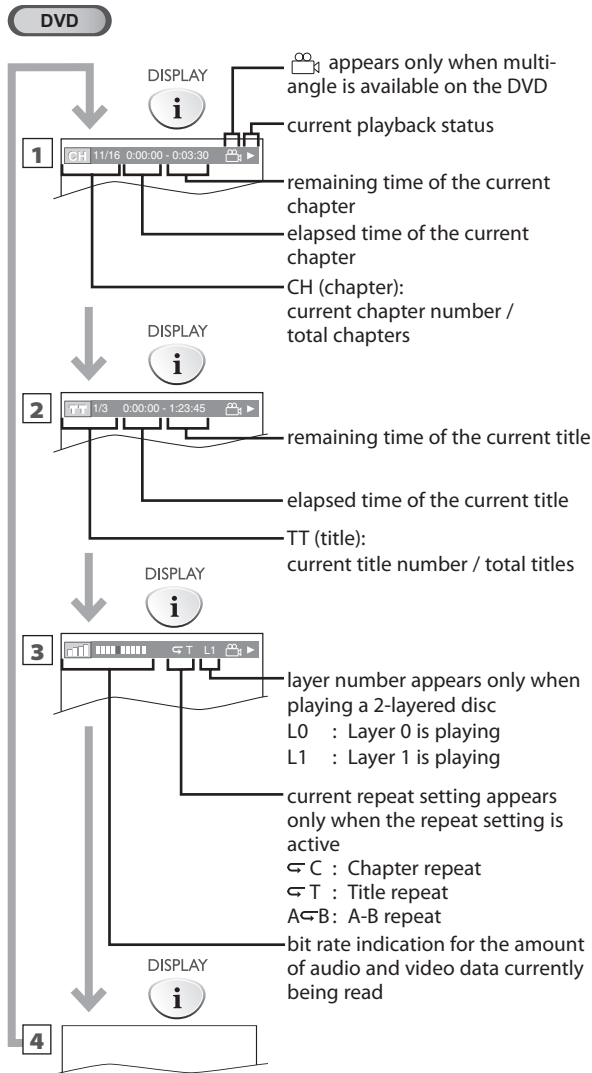 DVD
DISPLAY
i
appears only when multi-
angle is available on the DVD
current playback status
1
CH 11/16 0:00:00 - 0:03:30
remaining time of the current
chapter
elapsed time of the current
chapter
CH (chapter):
current chapter number /
total chapters
DISPLAY
i
2
TT 1/3 0:00:00 - 1:23:45
remaining time of the current title
elapsed time of the current title
TT (title):
current title number / total titles
DISPLAY
i
3
T L1
layer number appears only when
playing a 2-layered disc
L0 : Layer 0 is playing
L1 : Layer 1 is playing
current repeat setting appears
only when the repeat setting is
active
C : Chapter repeat
T : Title repeat
A B : A-B repeat
bit rate indication for the amount
of audio and video data currently
being read
DISPLAY
i
4